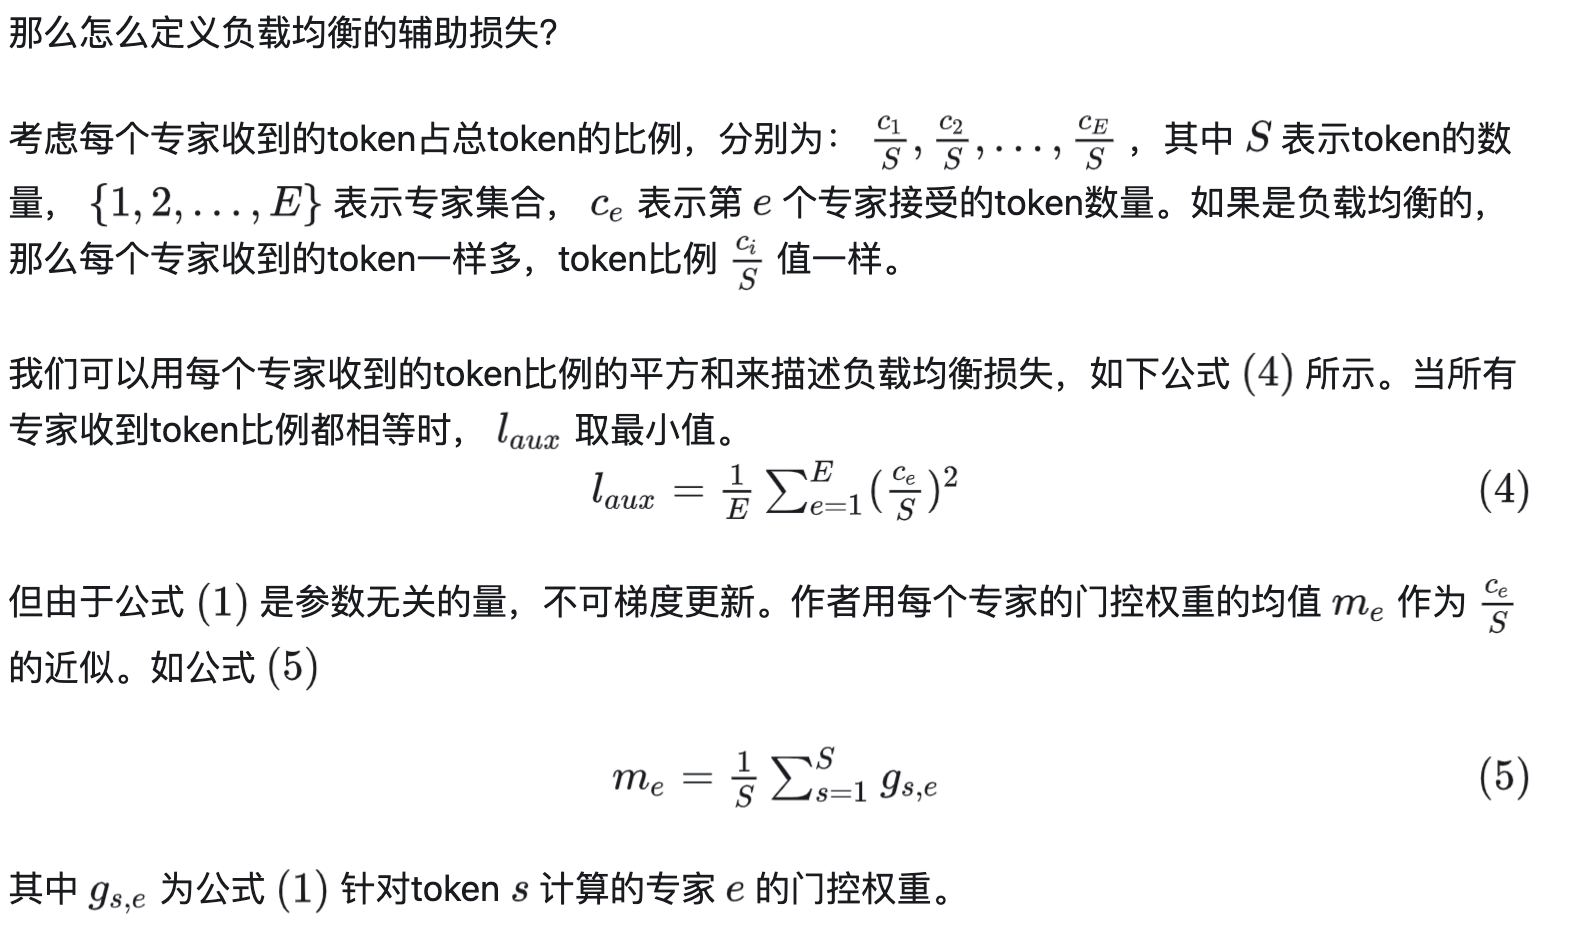 那么怎么定义负载均衡的辅助损失?
考虑每个专家收到的token占总token的比例，分别为： $\frac{c_1}{S}, \frac{c_2}{S}, \ldots, \frac{c_E}{S}$ ，其中 $S$ 表示token的数
量， $\{1, 2, \ldots, E\}$ 表示专家集合， $c_e$ 表示第 $e$ 个专家接受的token数量。如果是负载均衡的，
那么每个专家收到的token一样多，token比例 $\frac{c_i}{S}$ 值一样。
我们可以用每个专家收到的token比例的平方和来描述负载均衡损失，如下公式 (4) 所示。当所有
专家收到token比例都相等时， $l_{aux}$ 取最小值。
$l_{aux} = \frac{1}{E} \sum_{e=1}^{E} (\frac{c_e}{S})^2$ (4)
但由于公式 (1) 是参数无关的量，不可梯度更新。作者用每个专家的门控权重的均值 $m_e$ 作为 $\frac{c_e}{S}$
的近似。如公式 (5)
$m_e = \frac{1}{S} \sum_{s=1}^{S} g_{s,e}$ (5)
其中 $g_{s,e}$ 为公式 (1) 针对token $s$ 计算的专家 $e$ 的门控权重。